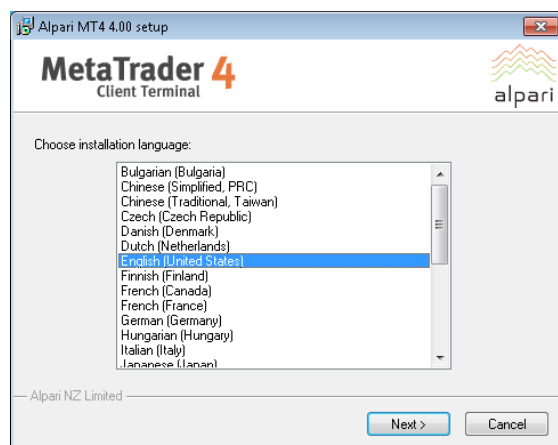 Alpari MT4 4.00 setup
MetaTrader 4
Client Terminal
alpari
Choose installation language:
Bulgarian (Bulgaria)
Chinese (Simplified, PRC)
Chinese (Traditional, Taiwan)
Czech (Czech Republic)
Danish (Denmark)
Dutch (Netherlands)
English (United States)
Finnish (Finland)
French (Canada)
French (France)
German (Germany)
Hungarian (Hungary)
Italian (Italy)
Japanese (Japan)
Alpari NZ Limited
Next >
Cancel